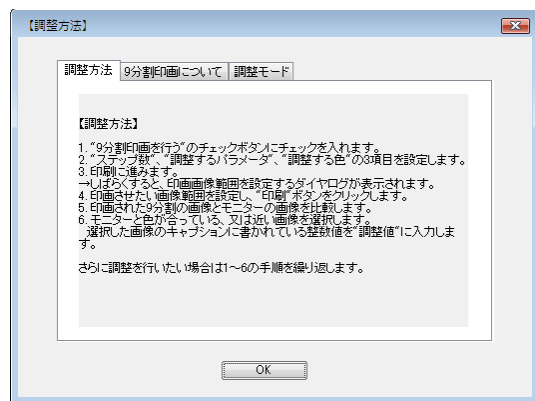 【調整方法】
調整方法 9分割印画について 調整モード
【調整方法】
1.“9分割印画を行う”のチェックボタンにチェックを入れます。
2.“ステップ数”、“調整するパラメータ”、“調整する色”の3項目を設定します。
3.印刷に進みます。
→しばらくすると、印画画像範囲を設定するダイヤログが表示されます。
4.印画させたい画像範囲を設定し、“印刷”ボタンをクリックします。
5.印画された9分割の画像とモニターの画像を比較します。
6.モニターと色が合っている、又は近い画像を選択します。
選択した画像のキャプションに書かれている整数値を“調整値”に入力しま
す。
さらに調整を行いたい場合は1～6の手順を繰り返します。
OK